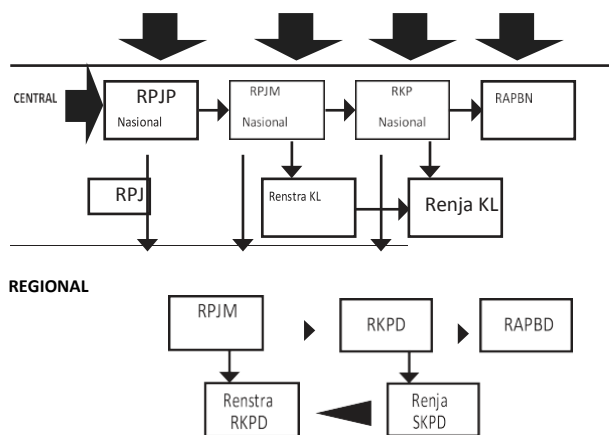 CENTRAL
RPJP
Nasional
RPJM
Nasional
RKP
Nasional
RAPBN
RPJ
Renstra KL
Renja KL
REGIONAL
RPJM
RKPD
RAPBD
Renstra
RKPD
Renja
SKPD